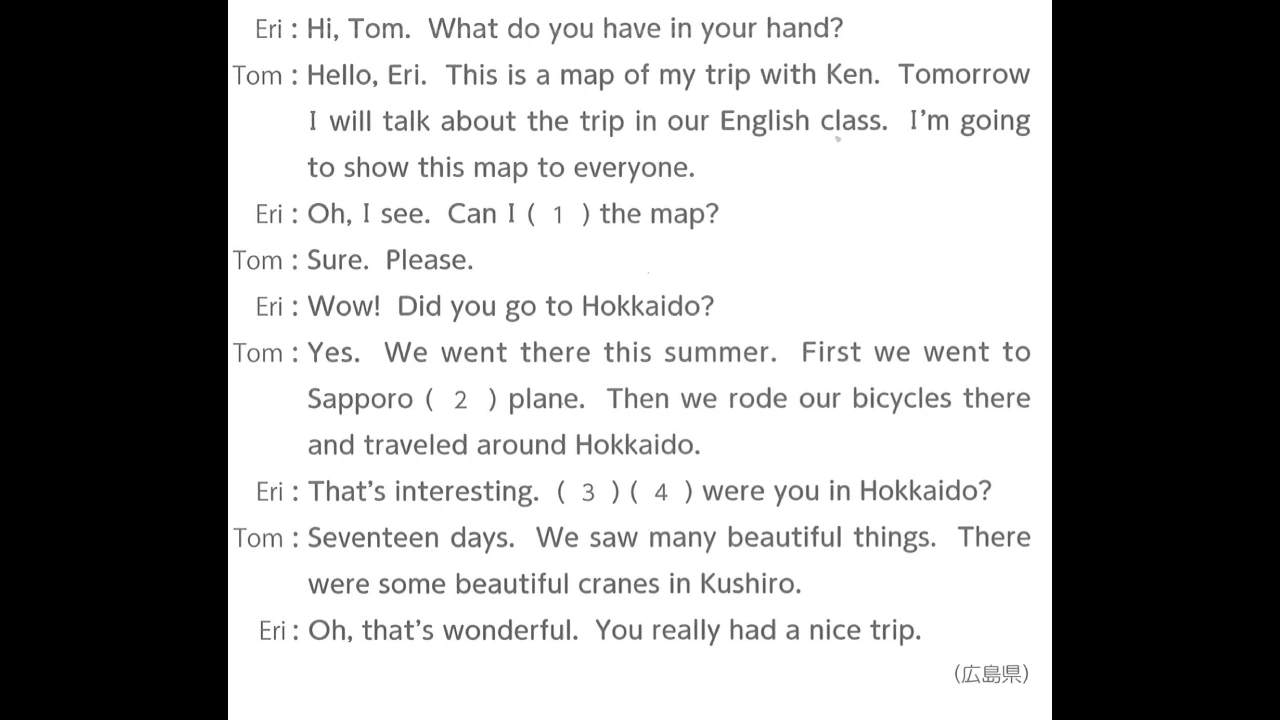 Eri : Hi, Tom. What do you have in your hand?
Tom : Hello, Eri. This is a map of my trip with Ken. Tomorrow
I will talk about the trip in our English class. I'm going
to show this map to everyone.
Eri : Oh, I see. Can I ( 1 ) the map?
Tom : Sure. Please.
Eri : Wow! Did you go to Hokkaido?
Tom : Yes. We went there this summer. First we went to
Sapporo ( 2 ) plane. Then we rode our bicycles there
and traveled around Hokkaido.
Eri : That's interesting. ( 3 ) ( 4 ) were you in Hokkaido?
Tom : Seventeen days. We saw many beautiful things. There
were some beautiful cranes in Kushiro.
Eri : Oh, that's wonderful. You really had a nice trip.
(広島県)